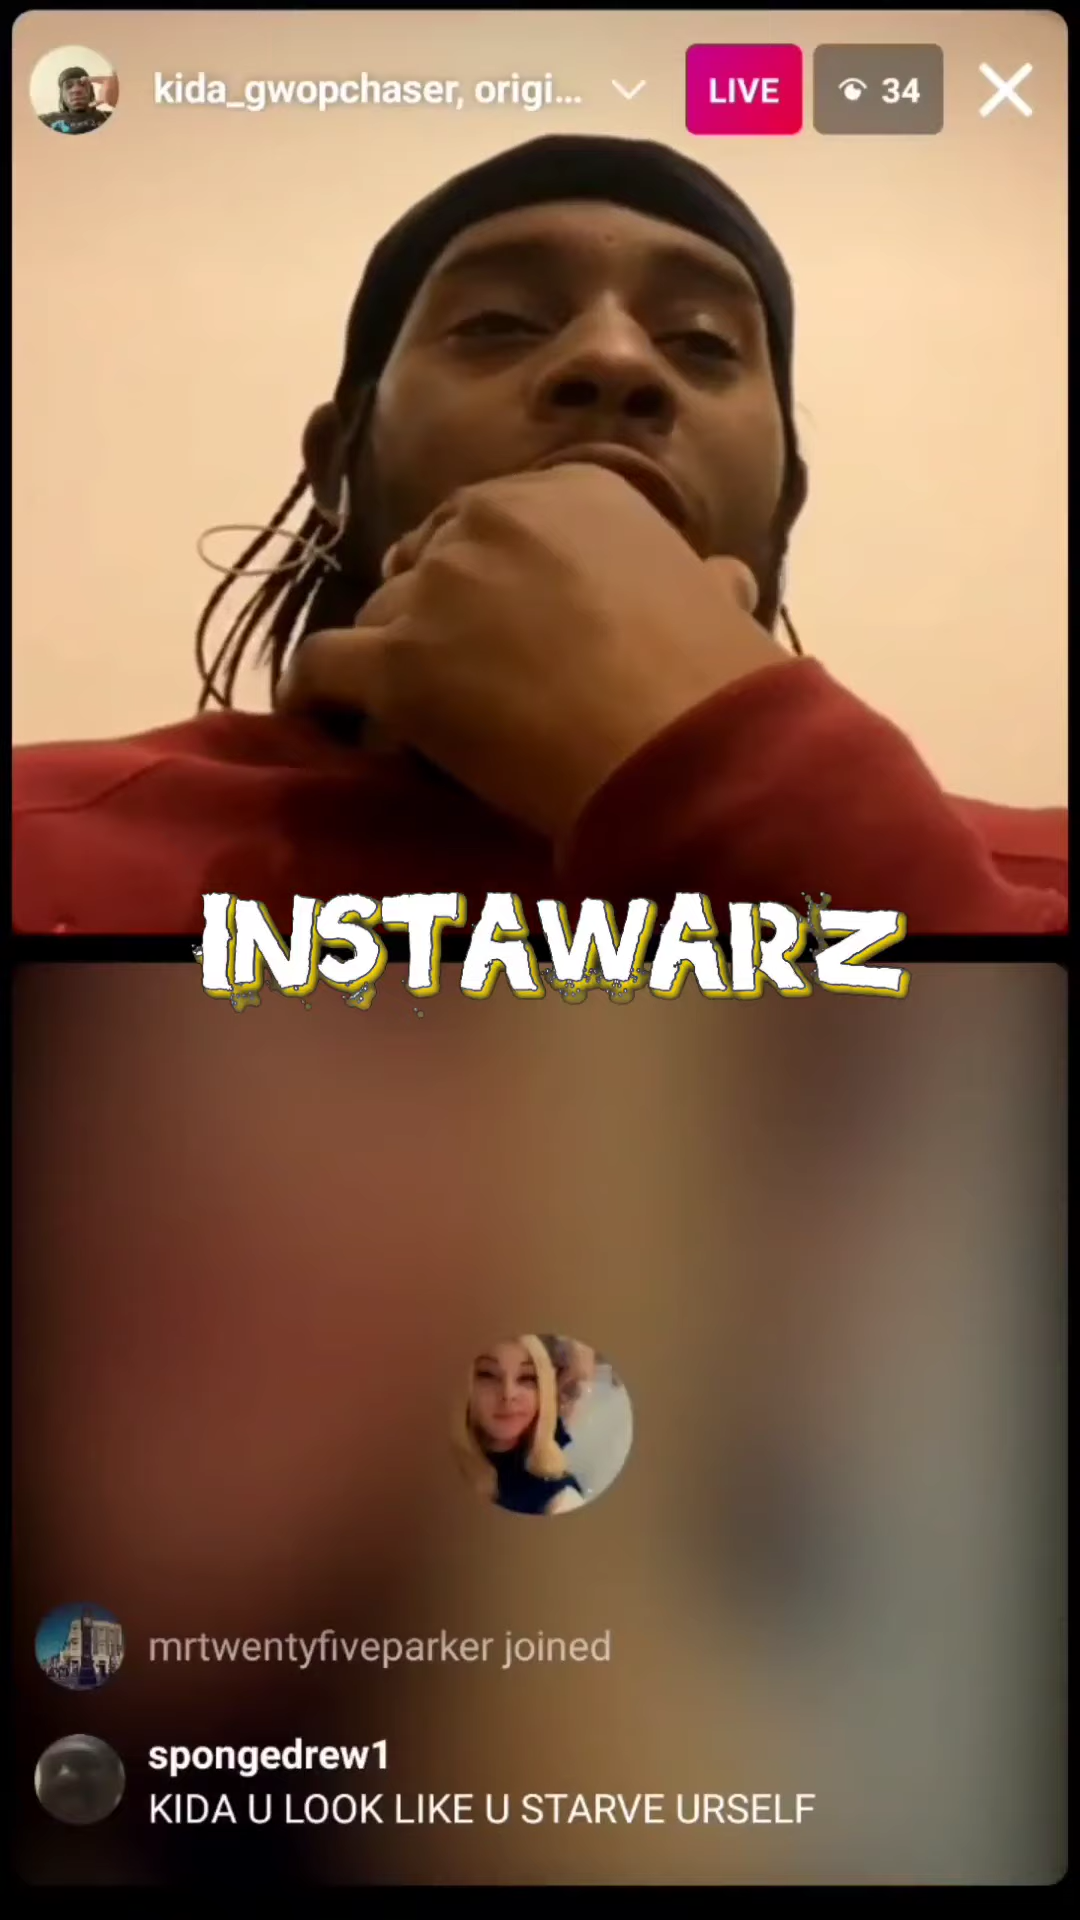 kida_gwopchaser, origi...
LIVE
34
INSTAWARZ
mrtwentyfiveparker joined
spongedrew1
KIDA U LOOK LIKE U STARVE URSELF